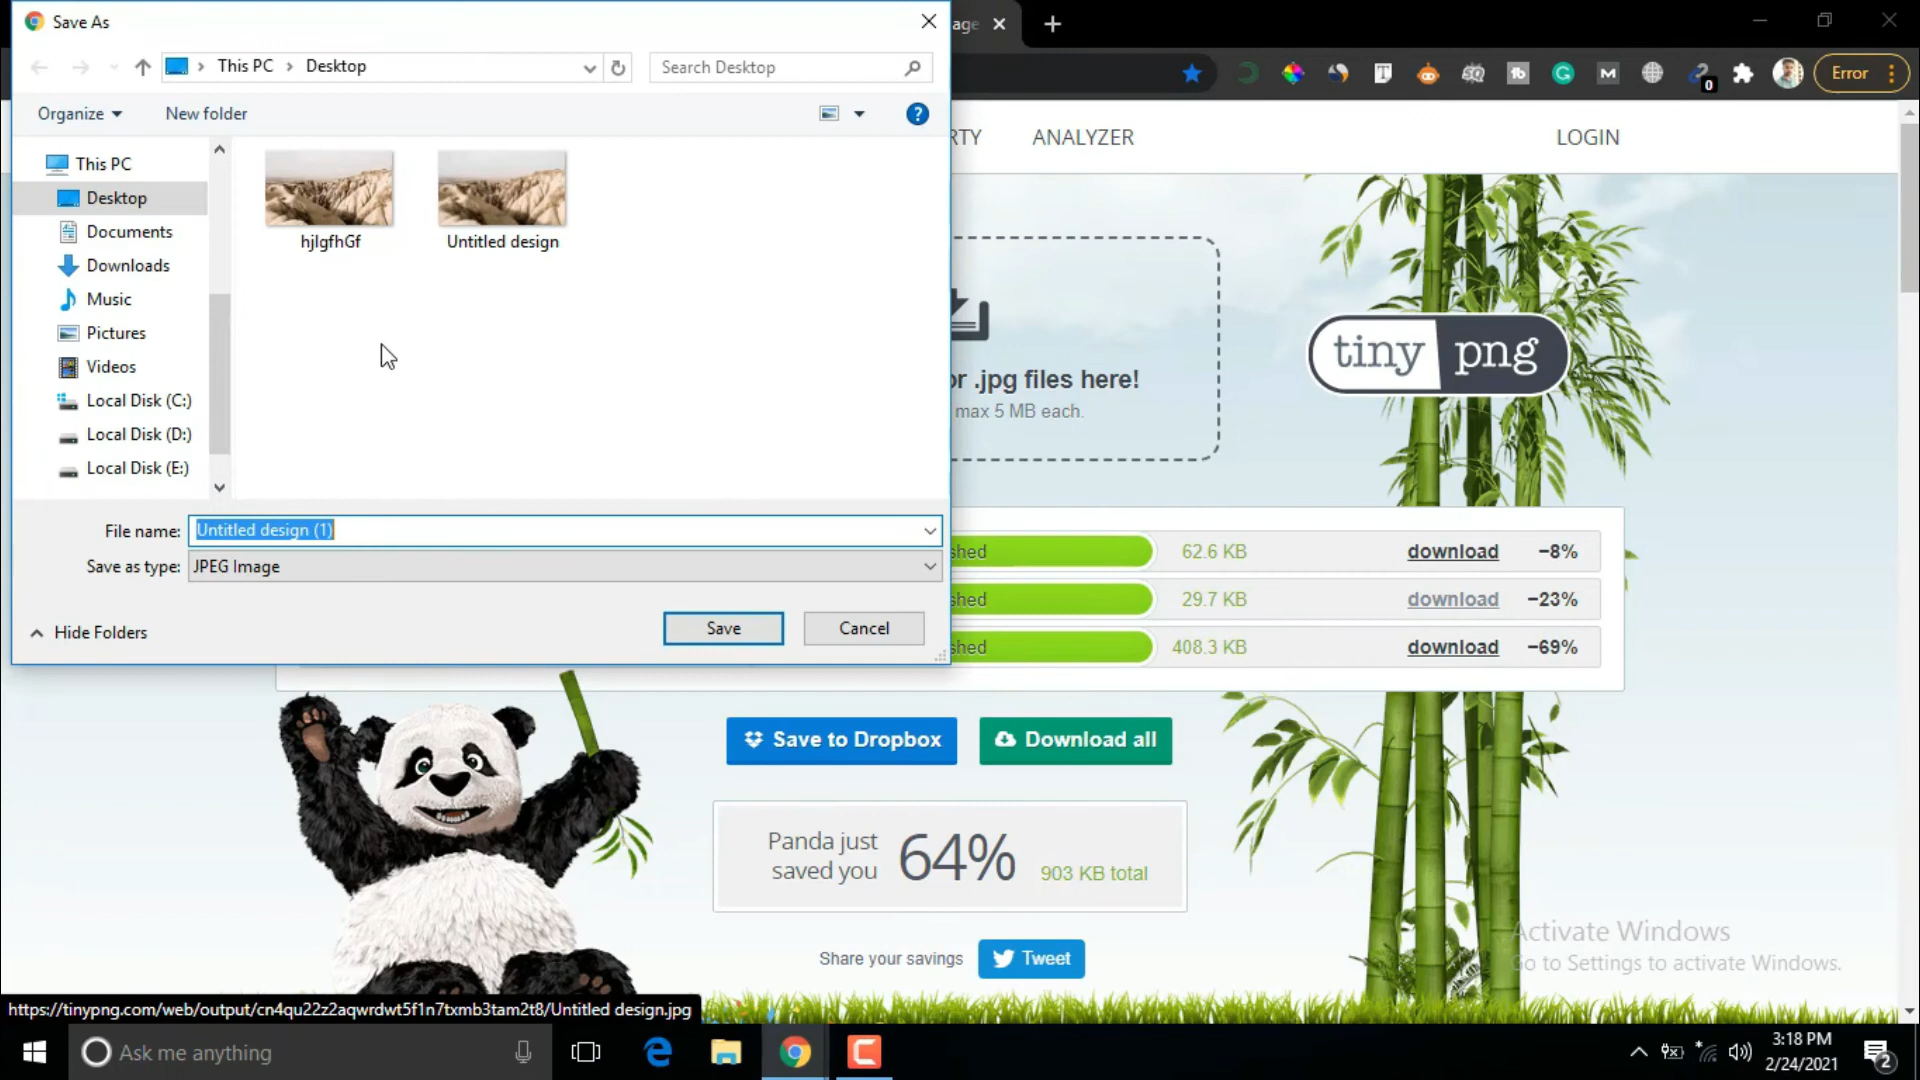 Save As
age
This PC
Desktop
Search Desktop
T
SQ
tb
G
M
0
Error
Organize
New folder
?
RTY
ANALYZER
LOGIN
This PC
Desktop
Documents
Downloads
Music
Pictures
Videos
Local Disk (C:)
Local Disk (D:)
Local Disk (E:)
hjlgfhGf
Untitled design
or .jpg files here!
max 5 MB each.
tiny png
File name: Untitled design (1)
Save as type: JPEG Image
Hide Folders
Save
Cancel
shed 62.6 KB download -8%
shed 29.7 KB download -23%
shed 408.3 KB download -69%
Save to Dropbox
Download all
Panda just
saved you
64%
903 KB total
Share your savings
Tweet
Activate Windows
Go to Settings to activate Windows.
https://tinypng.com/web/output/cn4qu22z2aqwrdwt5f1n7txmb3tam2t8/Untitled design.jpg
Ask me anything
3:18 PM
2/24/2021
2